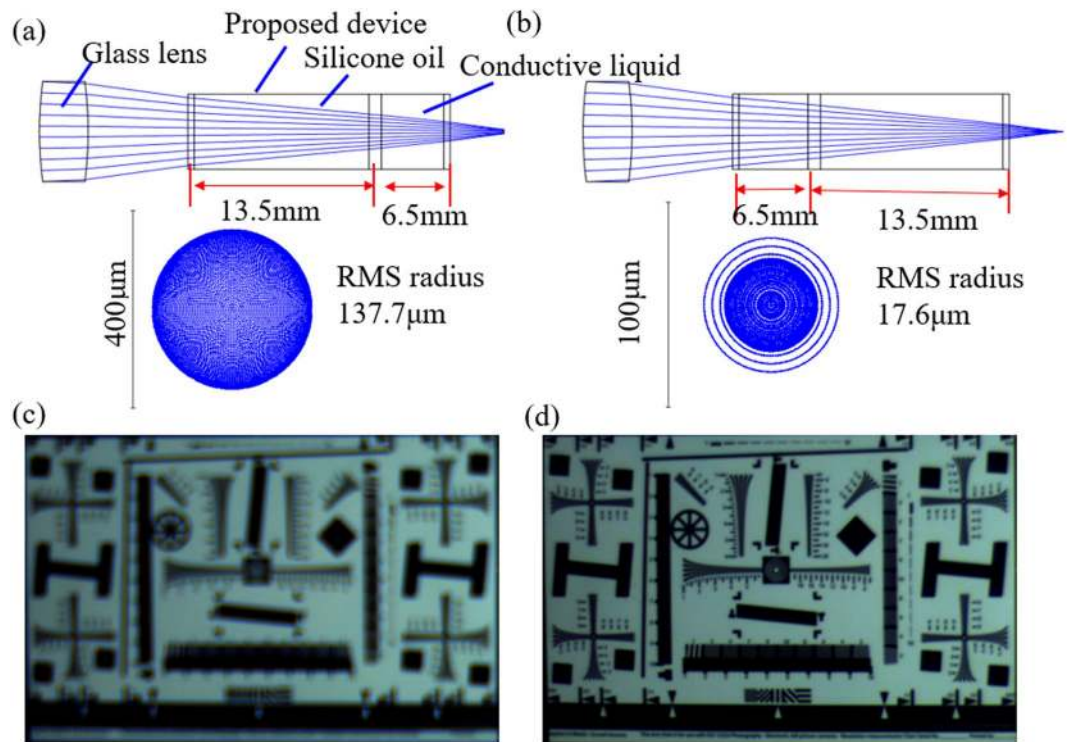 (a)
Proposed device
Glass lens
Silicone oil
Conductive liquid
13.5mm
6.5mm
400μm
RMS radius
137.7μm
(b)
6.5mm
13.5mm
100μm
RMS radius
17.6μm
(c)
(d)